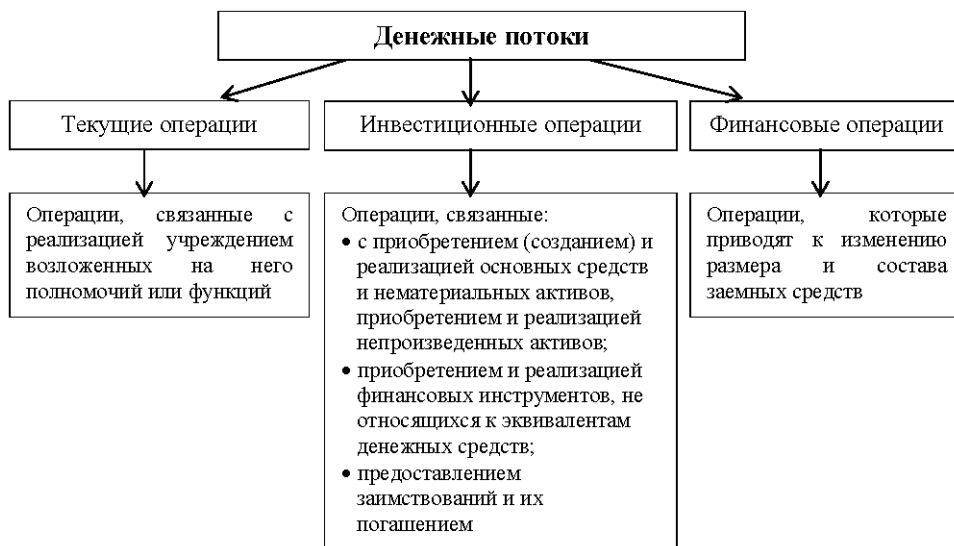 Денежные потоки
Текущие операции
Инвестиционные операции
Финансовые операции
Операции, связанные с
реализацией учреждением
возложенных на него
полномочий или функций
Операции, связанные:
• с приобретением (созданием) и
реализацией основных средств
и нематериальных активов,
приобретением и реализацией
непроизведенных активов;
• приобретением и реализацией
финансовых инструментов, не
относящихся к эквивалентам
денежных средств;
• предоставлением
заимствований и их
погашением
Операции, которые
приводят к изменению
размера и состава
заемных средств